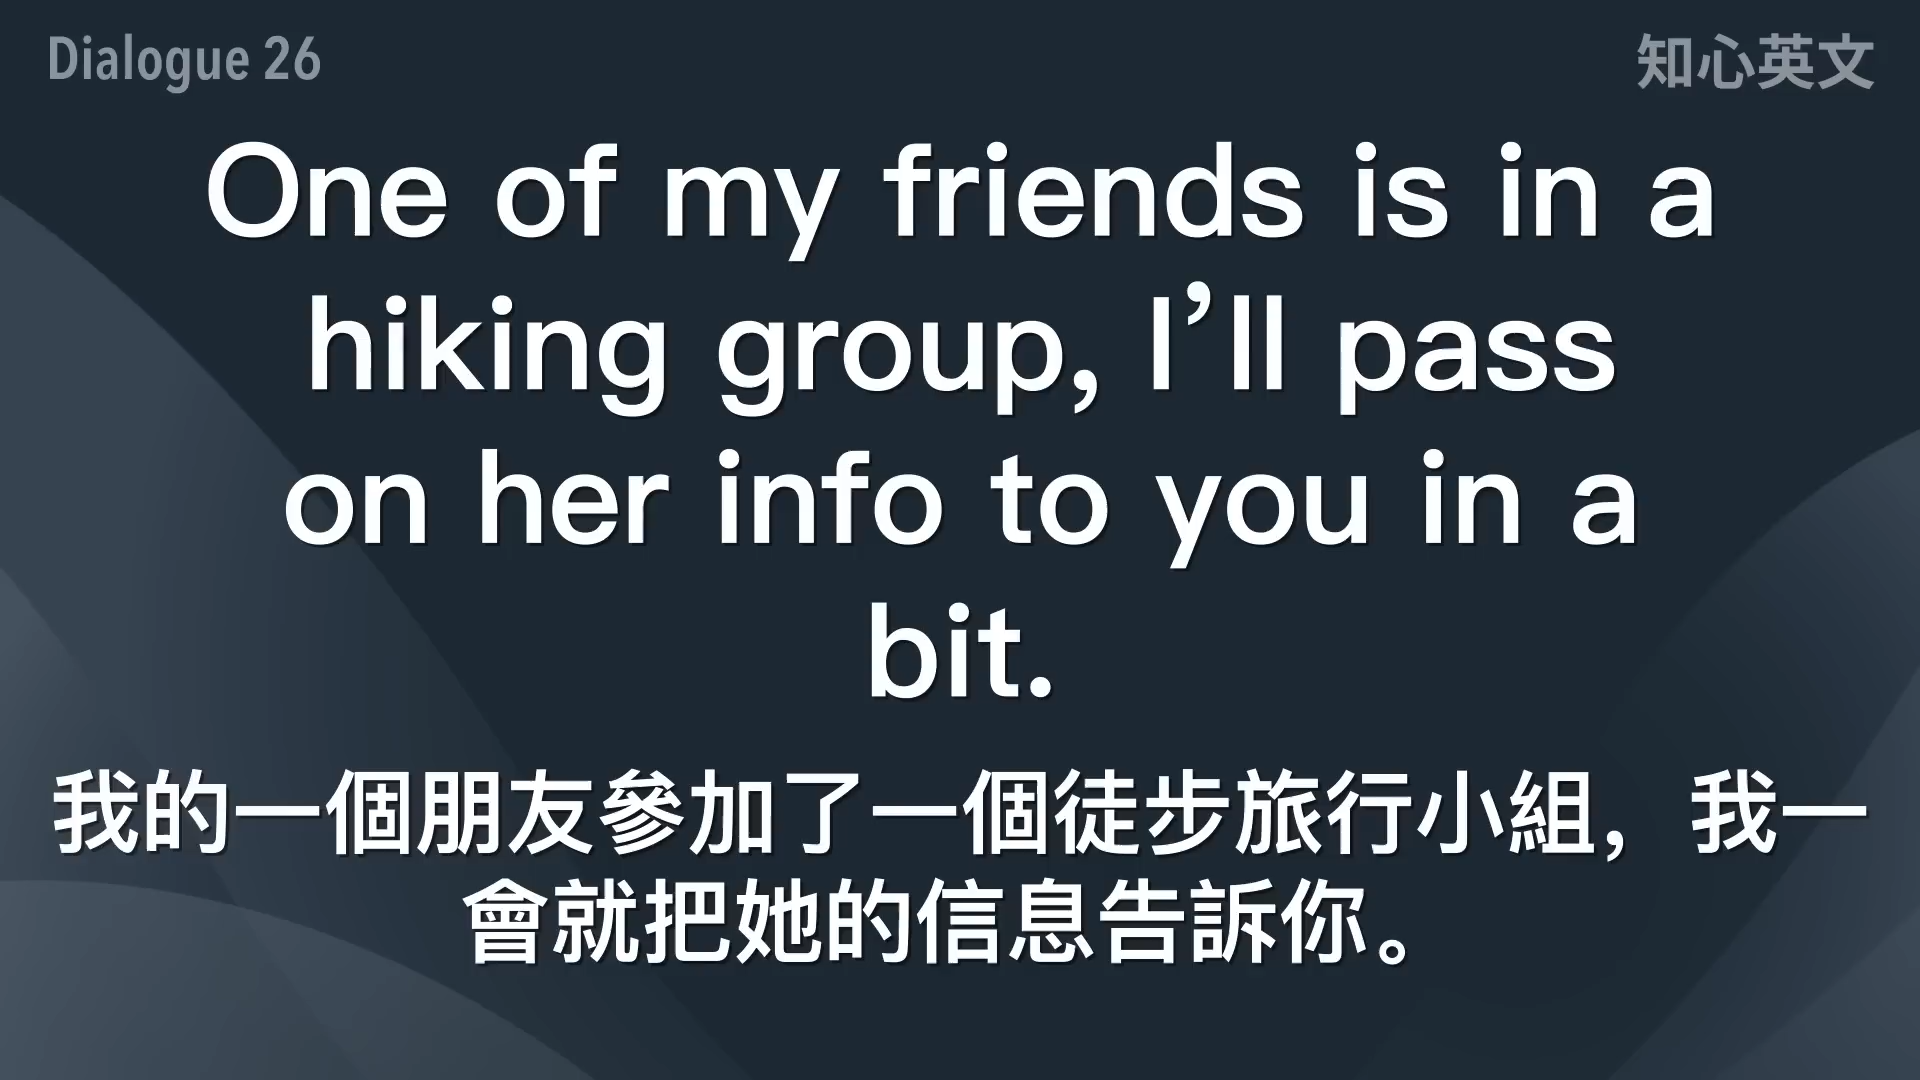 Dialogue 26
知心英文
One of my friends is in a
hiking group, I’ll pass
on her info to you in a
bit.
我的一個朋友參加了一個徒步旅行小組，我一
會就把她的信息告訴你。